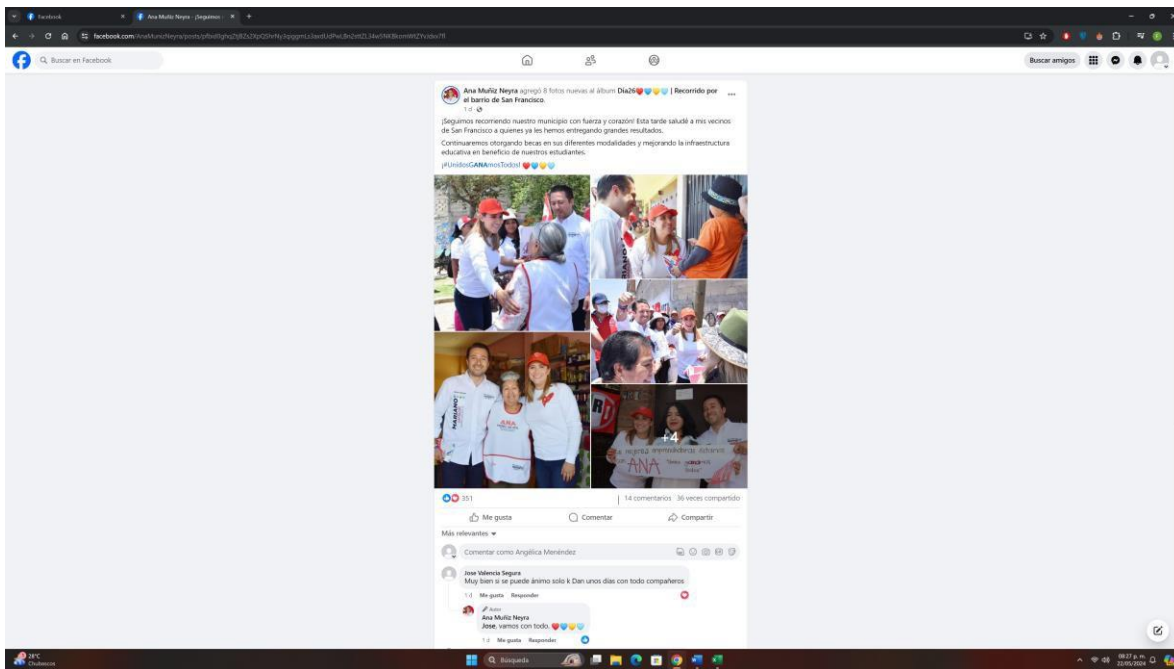 Facebook
Ana Muñiz Neyra - ¡Seguimos -
Buscar en Facebook
Buscar amigos
Ana Muñiz Neyra agregó 8 fotos nuevas al álbum Día26❤️💙💛🩵 | Recorrido por
el barrio de San Francisco.
1 d
¡Seguimos recorriendo nuestro municipio con fuerza y corazón! Esta tarde saludé a mis vecinos
de San Francisco a quienes ya les hemos entregando grandes resultados.
Continuaremos otorgando becas en sus diferentes modalidades y mejorando la infraestructura
educativa en beneficio de nuestros estudiantes.
¡#UnidosGANAmosTodos! ❤️💙💛🩵
MARIANO
MARIANO
ANA
PRD
+4
ANA
351
14 comentarios 36 veces compartido
Me gusta
Comentar
Compartir
Más relevantes
Comentar como Angélica Menéndez
Jose Valencia Segura
Muy bien si se puede ánimo solo k Dan unos días con todo compañeros
1 d Me gusta Responder
Autor
Ana Muñiz Neyra
Jose, vamos con todo. ❤️💙💛🩵
1 d Me gusta Responder
28°C
Chubascos
Búsqueda
08:27 p. m.
22/05/2024